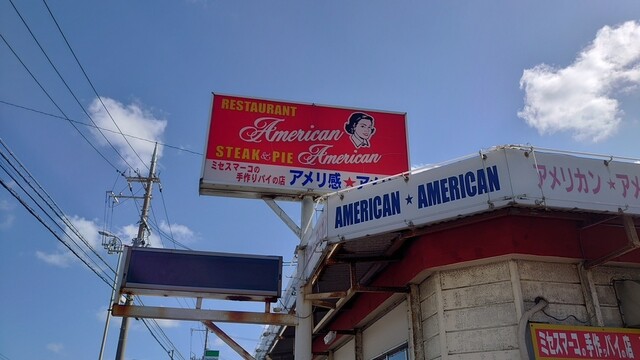 RESTAURANT
American
STEAK & PIE American
ミセスマーコの
手作りパイの店
アメリ感★ア
AMERICAN ★ AMERICAN
アメリカン★ア
ミセスマーコの。
手作りパイ店